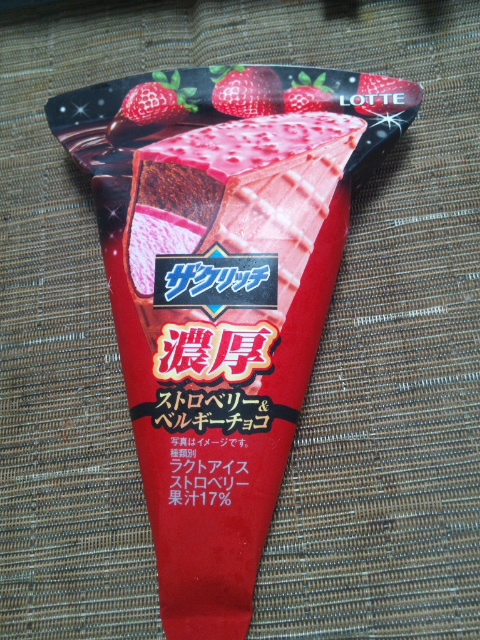 LOTTE
ザクリッチ
濃厚
ストロベリー&
ベルギーチョコ
写真はイメージです。
種類別
ラクトアイス
ストロベリー
果汁17%